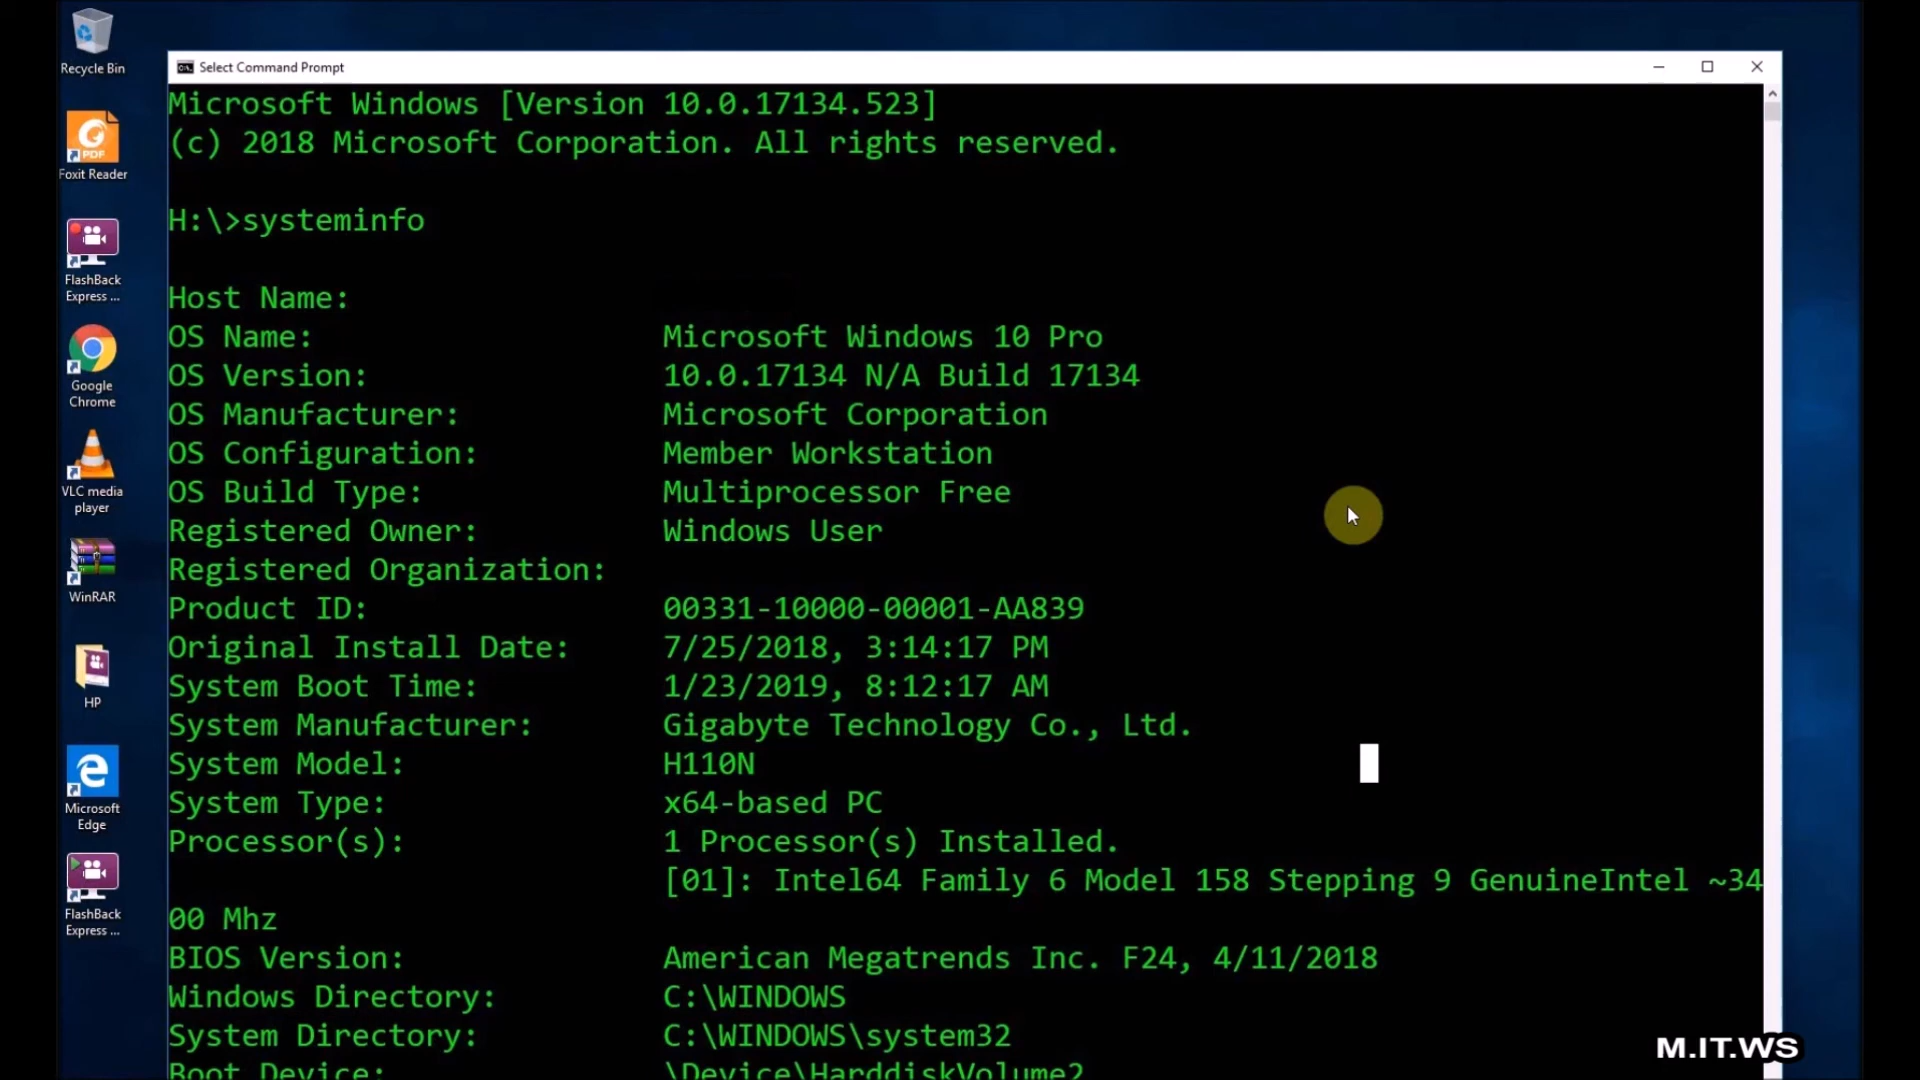 Recycle Bin
Foxit Reader
FlashBack
Express ...
Google
Chrome
VLC media
player
WinRAR
HP
Microsoft
Edge
FlashBack
Express ...
Select Command Prompt
Microsoft Windows [Version 10.0.17134.523]
(c) 2018 Microsoft Corporation. All rights reserved.
H:\>systeminfo
Host Name:
OS Name: Microsoft Windows 10 Pro
OS Version: 10.0.17134 N/A Build 17134
OS Manufacturer: Microsoft Corporation
OS Configuration: Member Workstation
OS Build Type: Multiprocessor Free
Registered Owner: Windows User
Registered Organization:
Product ID: 00331-10000-00001-AA839
Original Install Date: 7/25/2018, 3:14:17 PM
System Boot Time: 1/23/2019, 8:12:17 AM
System Manufacturer: Gigabyte Technology Co., Ltd.
System Model: H110N
System Type: x64-based PC
Processor(s): 1 Processor(s) Installed.
[01]: Intel64 Family 6 Model 158 Stepping 9 GenuineIntel ~34
00 Mhz
BIOS Version: American Megatrends Inc. F24, 4/11/2018
Windows Directory: C:\WINDOWS
System Directory: C:\WINDOWS\system32
Boot Device: \Device\HarddiskVolume2
M.IT.WS